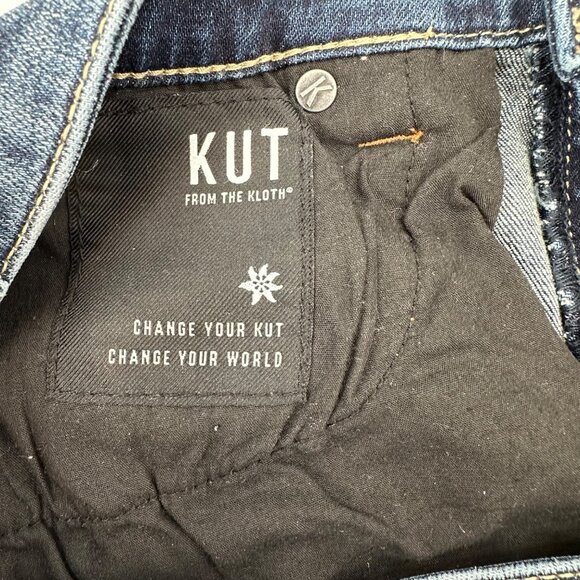 K
KUT
FROM THE KLOTH®
CHANGE YOUR KUT
CHANGE YOUR WORLD